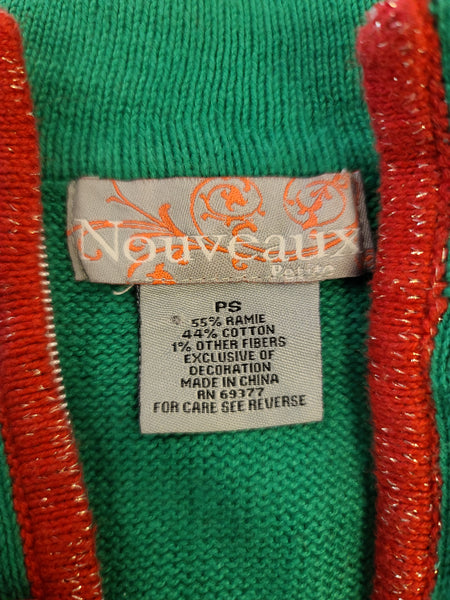 Nouveaux
Petite
PS
55% RAMIE
44% COTTON
1% OTHER FIBERS
EXCLUSIVE OF
DECORATION
MADE IN CHINA
RN 69377
FOR CARE SEE REVERSE